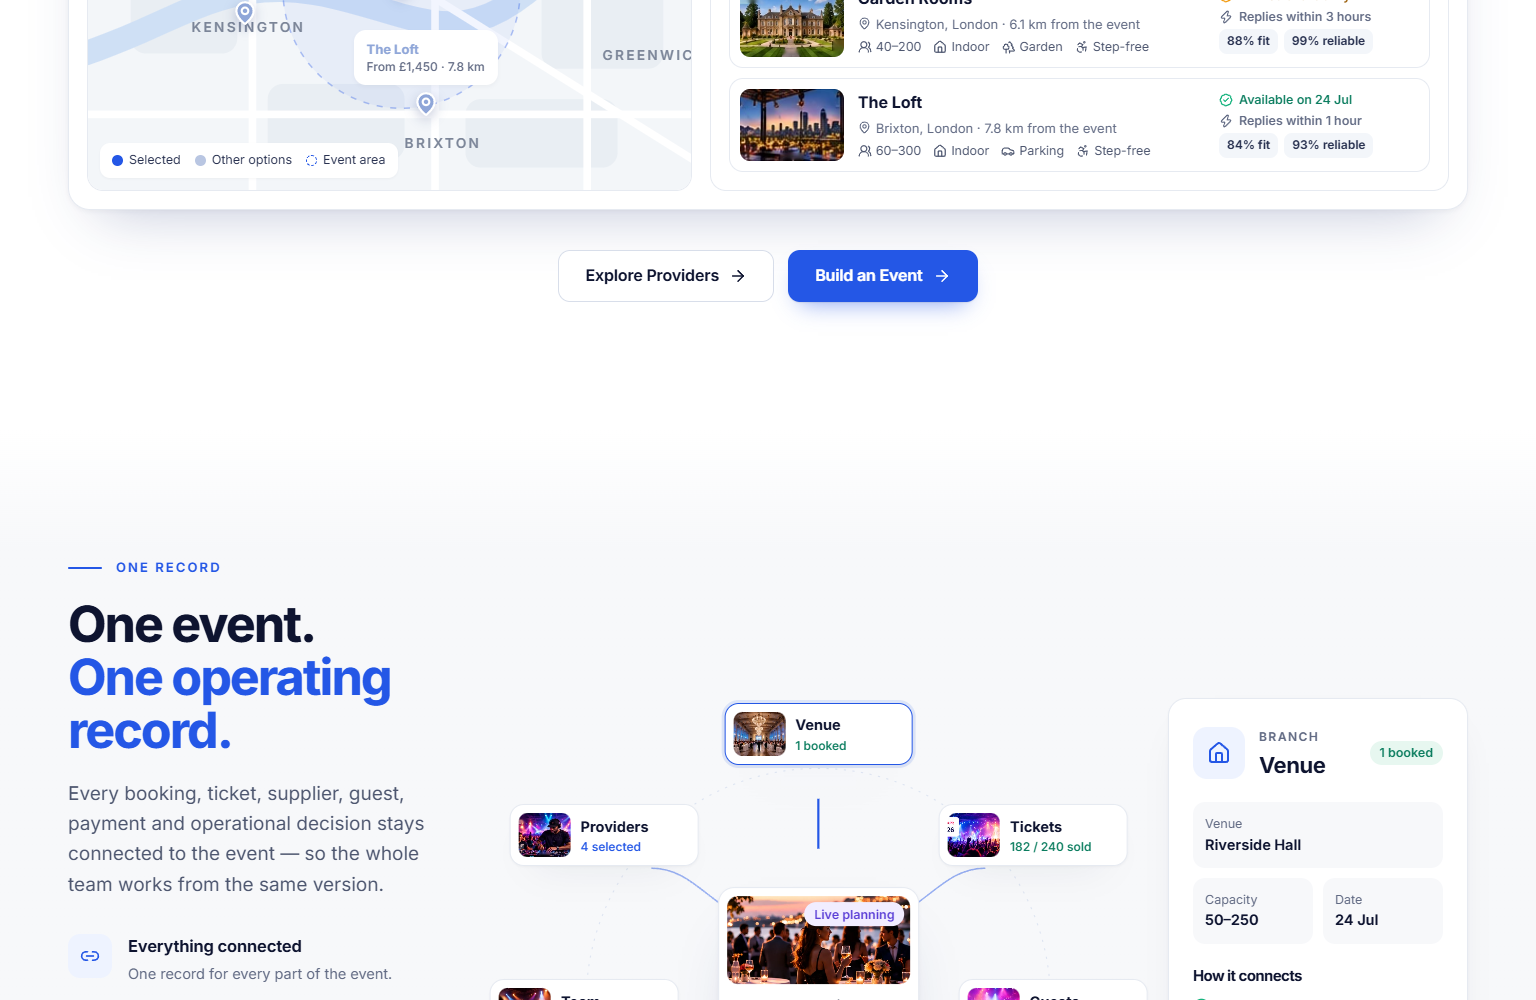 KENSINGTON
The Loft
From £1,450 · 7.8 km
GREENWIC
BRIXTON
Selected
Other options
Event area
Garden Rooms
Kensington, London · 6.1 km from the event
40–200
Indoor
Garden
Step-free
Replies within 3 hours
88% fit
99% reliable
The Loft
Brixton, London · 7.8 km from the event
60–300
Indoor
Parking
Step-free
Available on 24 Jul
Replies within 1 hour
84% fit
93% reliable
Explore Providers
Build an Event
ONE RECORD
One event.
One operating
record.
Every booking, ticket, supplier, guest,
payment and operational decision stays
connected to the event — so the whole
team works from the same version.
Everything connected
One record for every part of the event.
Venue
1 booked
Providers
4 selected
26
Tickets
182 / 240 sold
Live planning
Team
Guests
BRANCH
Venue
1 booked
Venue
Riverside Hall
Capacity
50–250
Date
24 Jul
How it connects